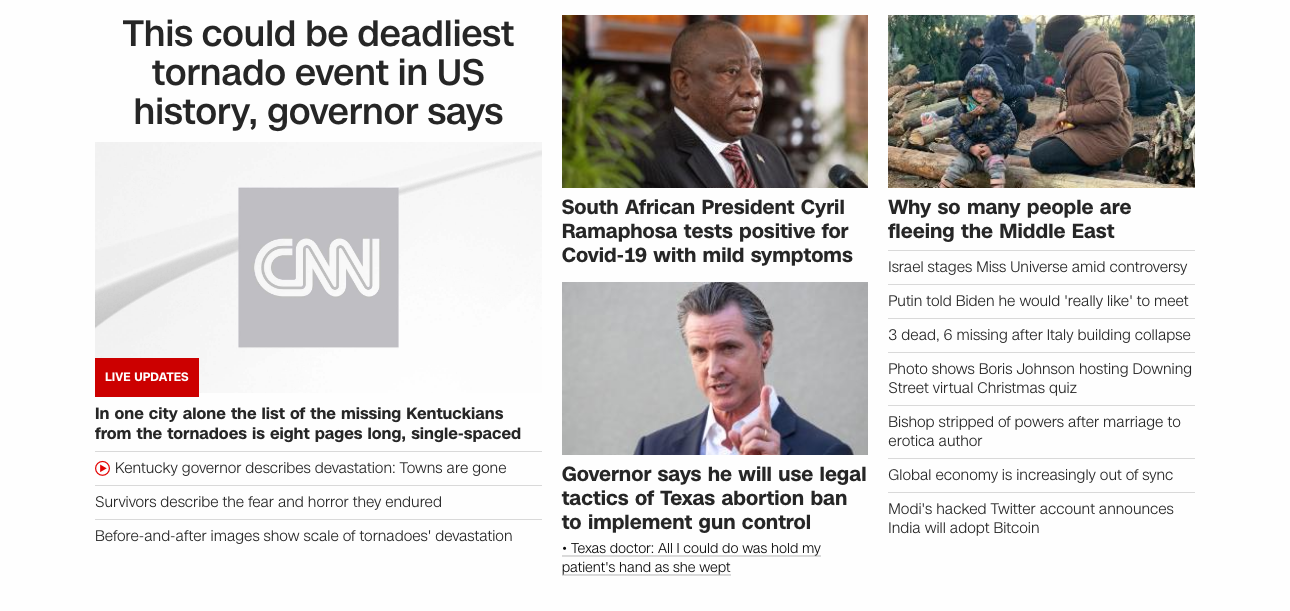 This could be deadliest
tornado event in US
history, governor says
CNN
LIVE UPDATES
In one city alone the list of the missing Kentuckians
from the tornadoes is eight pages long, single-spaced
Kentucky governor describes devastation: Towns are gone
Survivors describe the fear and horror they endured
Before-and-after images show scale of tornadoes' devastation
South African President Cyril
Ramaphosa tests positive for
Covid-19 with mild symptoms
Governor says he will use legal
tactics of Texas abortion ban
to implement gun control
• Texas doctor: All I could do was hold my
patient's hand as she wept
Why so many people are
fleeing the Middle East
Israel stages Miss Universe amid controversy
Putin told Biden he would 'really like' to meet
3 dead, 6 missing after Italy building collapse
Photo shows Boris Johnson hosting Downing
Street virtual Christmas quiz
Bishop stripped of powers after marriage to
erotica author
Global economy is increasingly out of sync
Modi's hacked Twitter account announces
India will adopt Bitcoin